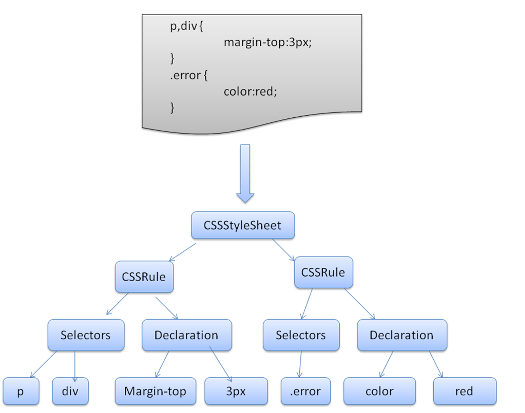 p,div {
margin-top:3px;
}
.error {
color:red;
}
CSSStyleSheet
CSSRule
CSSRule
Selectors
Declaration
Selectors
Declaration
p
div
Margin-top
3px
.error
color
red